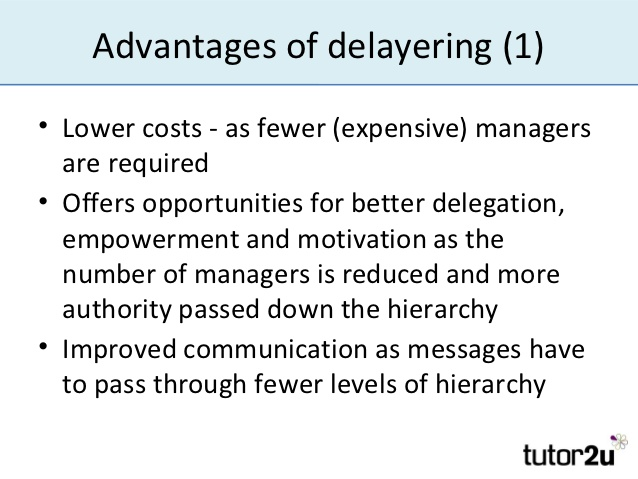 Advantages of delayering (1)
• Lower costs - as fewer (expensive) managers
are required
• Offers opportunities for better delegation,
empowerment and motivation as the
number of managers is reduced and more
authority passed down the hierarchy
• Improved communication as messages have
to pass through fewer levels of hierarchy
tutor2u